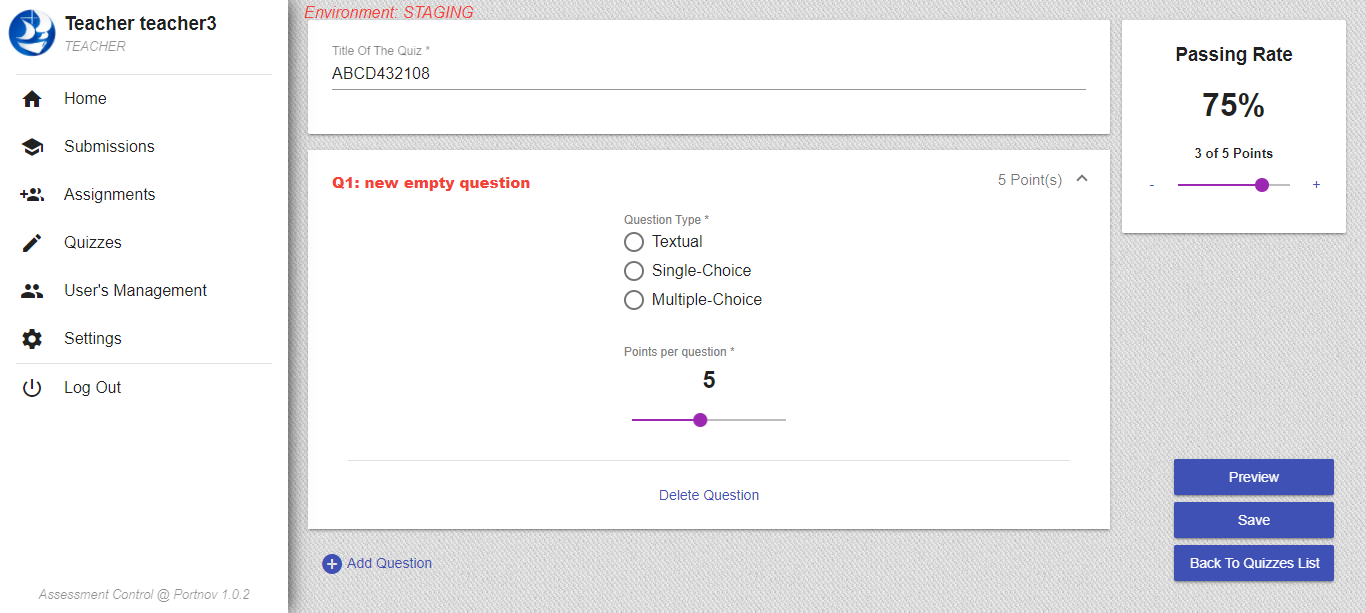 Teacher teacher3
TEACHER
Home
Submissions
Assignments
Quizzes
User's Management
Settings
Log Out
Assessment Control @ Portnov 1.0.2
Environment: STAGING
Title Of The Quiz *
ABCD432108
Q1: new empty question
5 Point(s)
Question Type *
Textual
Single-Choice
Multiple-Choice
Points per question *
5
Delete Question
Add Question
Passing Rate
75%
3 of 5 Points
- +
Preview
Save
Back To Quizzes List